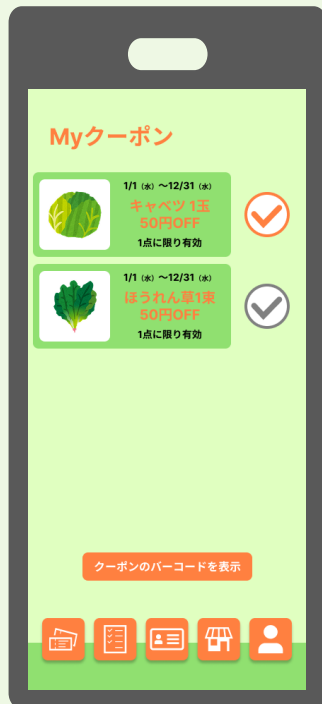 Myクーポン
1/1（水）〜12/31（水）
キャベツ 1玉
50円OFF
1点に限り有効
1/1（水）〜12/31（水）
ほうれん草1束
50円OFF
1点に限り有効
クーポンのバーコードを表示